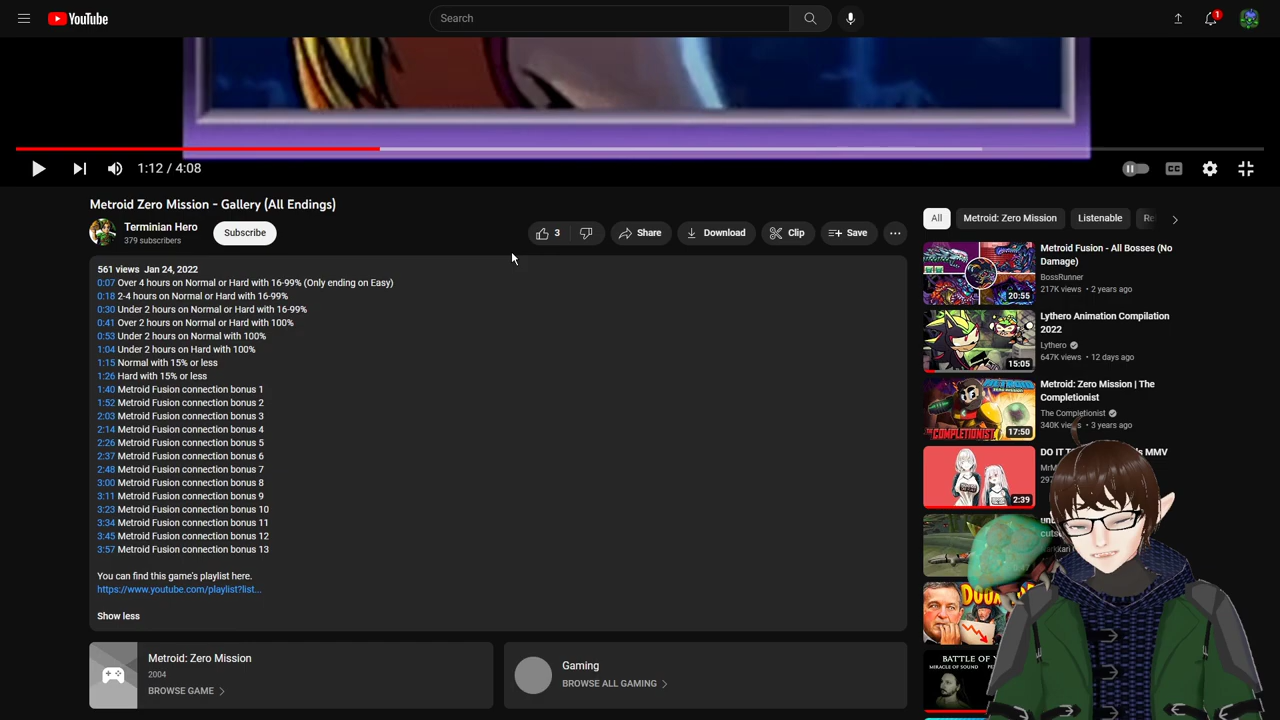 YouTube
Search
1
1:12 / 4:08
CC
Metroid Zero Mission - Gallery (All Endings)
Terminian Hero
379 subscribers
Subscribe
3
Share
Download
Clip
Save
561 views Jan 24, 2022
0:07 Over 4 hours on Normal or Hard with 16-99% (Only ending on Easy)
0:18 2-4 hours on Normal or Hard with 16-99%
0:30 Under 2 hours on Normal or Hard with 16-99%
0:41 Over 2 hours on Normal or Hard with 100%
0:53 Under 2 hours on Normal with 100%
1:04 Under 2 hours on Hard with 100%
1:15 Normal with 15% or less
1:26 Hard with 15% or less
1:40 Metroid Fusion connection bonus 1
1:52 Metroid Fusion connection bonus 2
2:03 Metroid Fusion connection bonus 3
2:14 Metroid Fusion connection bonus 4
2:26 Metroid Fusion connection bonus 5
2:37 Metroid Fusion connection bonus 6
2:48 Metroid Fusion connection bonus 7
3:00 Metroid Fusion connection bonus 8
3:11 Metroid Fusion connection bonus 9
3:23 Metroid Fusion connection bonus 10
3:34 Metroid Fusion connection bonus 11
3:45 Metroid Fusion connection bonus 12
3:57 Metroid Fusion connection bonus 13
You can find this game's playlist here.
https://www.youtube.com/playlist?list...
Show less
Metroid: Zero Mission
2004
BROWSE GAME
Gaming
BROWSE ALL GAMING
All
Metroid: Zero Mission
Listenable
Metroid Fusion - All Bosses (No
Damage)
BossRunner
217K views • 2 years ago
20:55
Lythero Animation Compilation
2022
Lythero
647K views • 12 days ago
15:05
Metroid: Zero Mission | The
Completionist
The Completionist
340K views • 3 years ago
THE COMPLETIONIST
17:50
DO IT
MMV
2:39
BATTLE OF
MIRACLE OF SOUND